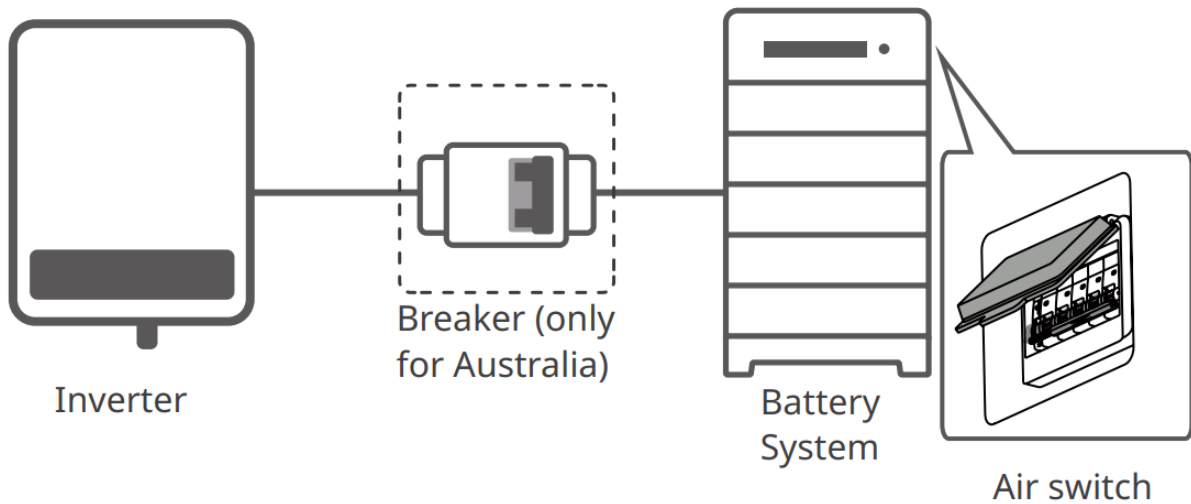 Breaker (only
for Australia)
Inverter
Battery
System
Air switch